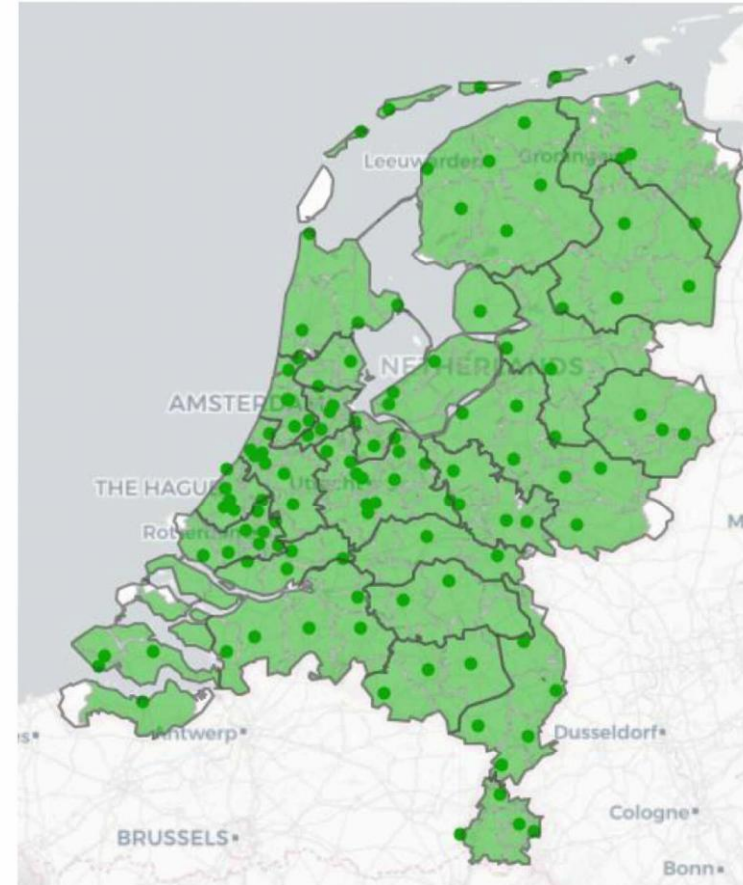 Leeuwarden
Groningen
NETHERLANDS
AMSTERDAM
THE HAGUE
Utrecht
Rotterdam
Antwerp
Dusseldorf
Cologne
BRUSSELS
Bonn
M